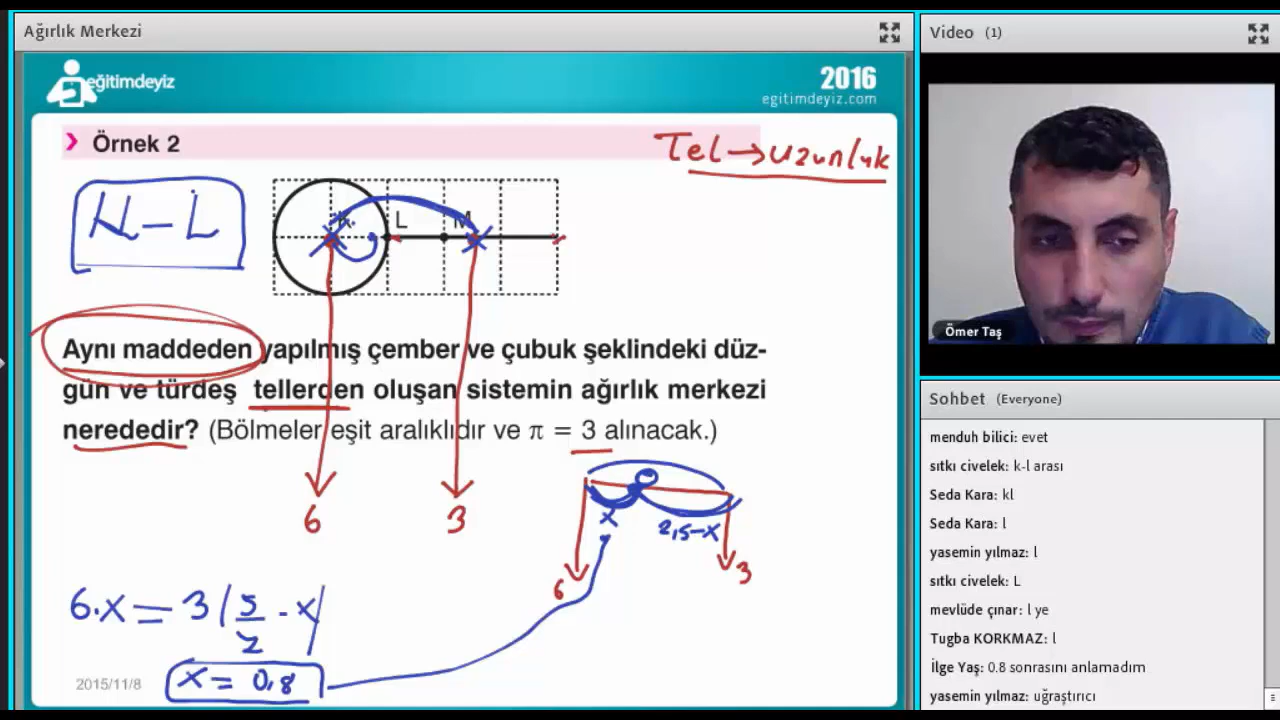 Ağırlık Merkezi
Video (1)
eğitimdeyiz
2016
egitimdeyiz.com
Örnek 2
Tel → uzunluk
KL – L
K L M
Ömer Taş
Aynı maddeden yapılmış çember ve çubuk şeklindeki düz-
gün ve türdeş tellerden oluşan sistemin ağırlık merkezi
nerededir? (Bölmeler eşit aralıklıdır ve π = 3 alınacak.)
6 3
x 2,5-x
6 3
6.x = 3(5/2 - x)
x = 0,8
2015/11/8
Sohbet (Everyone)
menduh bilici: evet
sıtkı civelek: k-l arası
Seda Kara: kl
Seda Kara: l
yasemin yılmaz: l
sıtkı civelek: L
mevlüde çınar: l ye
Tugba KORKMAZ: l
İlge Yaş: 0.8 sonrasını anlamadım
yasemin yılmaz: uğraştırıcı